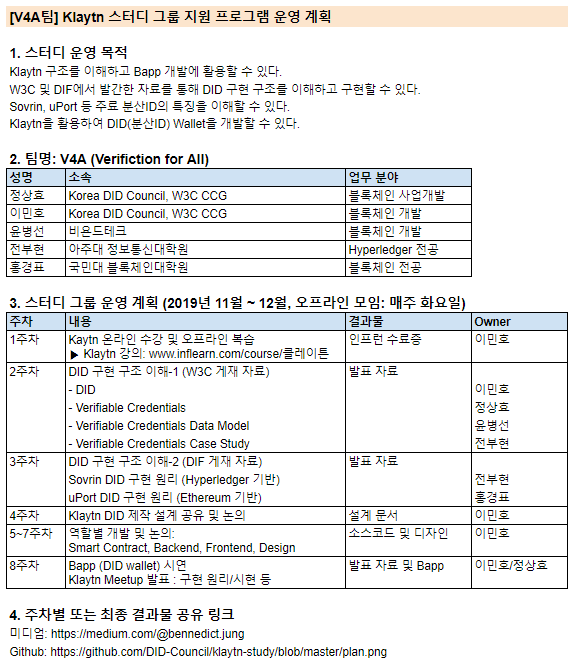 [V4A팀] Klaytn 스터디 그룹 지원 프로그램 운영 계획
1. 스터디 운영 목적
Klaytn 구조를 이해하고 Bapp 개발에 활용할 수 있다.
W3C 및 DIF에서 발간한 자료를 통해 DID 구현 구조를 이해하고 구현할 수 있다.
Sovrin, uPort 등 주료 분산ID의 특징을 이해할 수 있다.
Klaytn을 활용하여 DID(분산ID) Wallet을 개발할 수 있다.
2. 팀명: V4A (Verifiction for All)
성명 소속 업무 분야
정상효 Korea DID Council, W3C CCG 블록체인 사업개발
이민호 Korea DID Council, W3C CCG 블록체인 개발
윤병선 비욘드테크 블록체인 개발
전부현 아주대 정보통신대학원 Hyperledger 전공
홍경표 국민대 블록체인대학원 블록체인 전공
3. 스터디 그룹 운영 계획 (2019년 11월 ~ 12월, 오프라인 모임: 매주 화요일)
주차 내용 결과물 Owner
1주차 Kaytn 온라인 수강 및 오프라인 복습 인프런 수료증 이민호
▶ Klaytn 강의: www.inflearn.com/course/클레이튼
2주차 DID 구현 구조 이해-1 (W3C 게재 자료) 발표 자료
- DID 이민호
- Verifiable Credentials 정상효
- Verifiable Credentials Data Model 윤병선
- Verifiable Credentials Case Study 전부현
3주차 DID 구현 구조 이해-2 (DIF 게재 자료) 발표 자료
Sovrin DID 구현 원리 (Hyperledger 기반) 전부현
uPort DID 구현 원리 (Ethereum 기반) 홍경표
4주차 Klaytn DID 제작 설계 공유 및 논의 설계 문서 이민호
5~7주차 역할별 개발 및 논의: 소스코드 및 디자인 이민호
Smart Contract, Backend, Frontend, Design
8주차 Bapp (DID wallet) 시연 발표 자료 및 Bapp 이민호/정상효
Klaytn Meetup 발표 : 구현 원리/시현 등
4. 주차별 또는 최종 결과물 공유 링크
미디엄: https://medium.com/@bennedict.jung
Github: https://github.com/DID-Council/klaytn-study/blob/master/plan.png